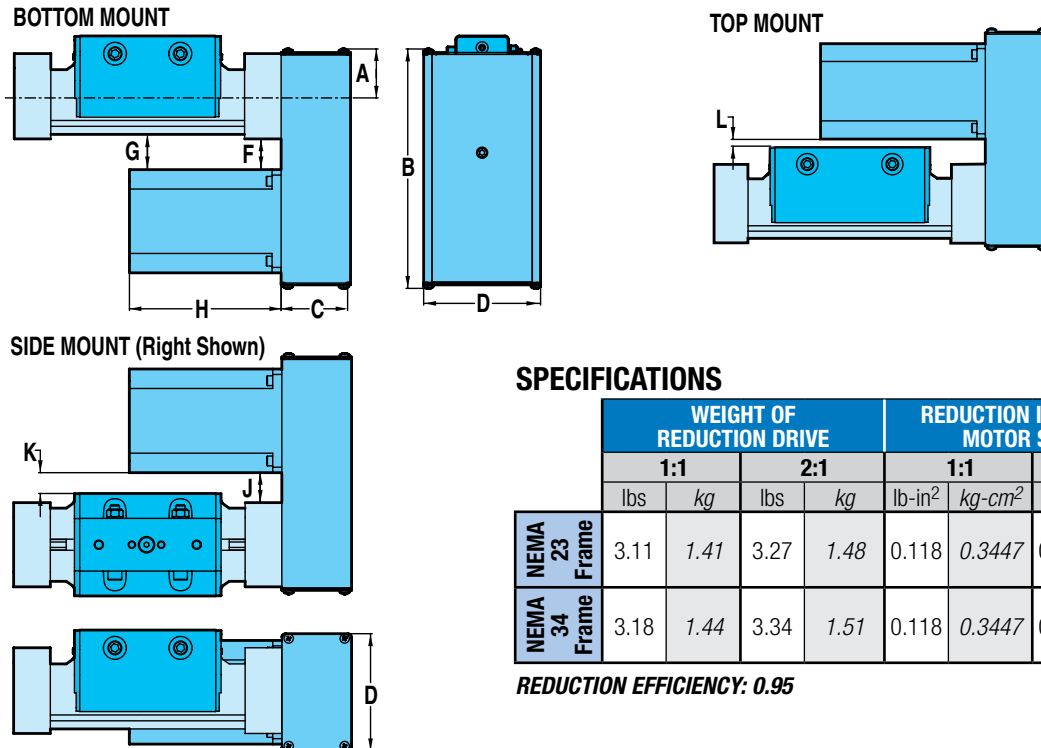 BOTTOM MOUNT
A
G
F
B
H
C
D
TOP MOUNT
L
SIDE MOUNT (Right Shown)
K
J
D
SPECIFICATIONS
WEIGHT OF
REDUCTION DRIVE
REDUCTION
MOTOR
1:1 2:1 1:1
lbs kg lbs kg lb-in² kg-cm²
NEMA
23
Frame
3.11 1.41 3.27 1.48 0.118 0.3447
NEMA
34
Frame
3.18 1.44 3.34 1.51 0.118 0.3447
REDUCTION EFFICIENCY: 0.95